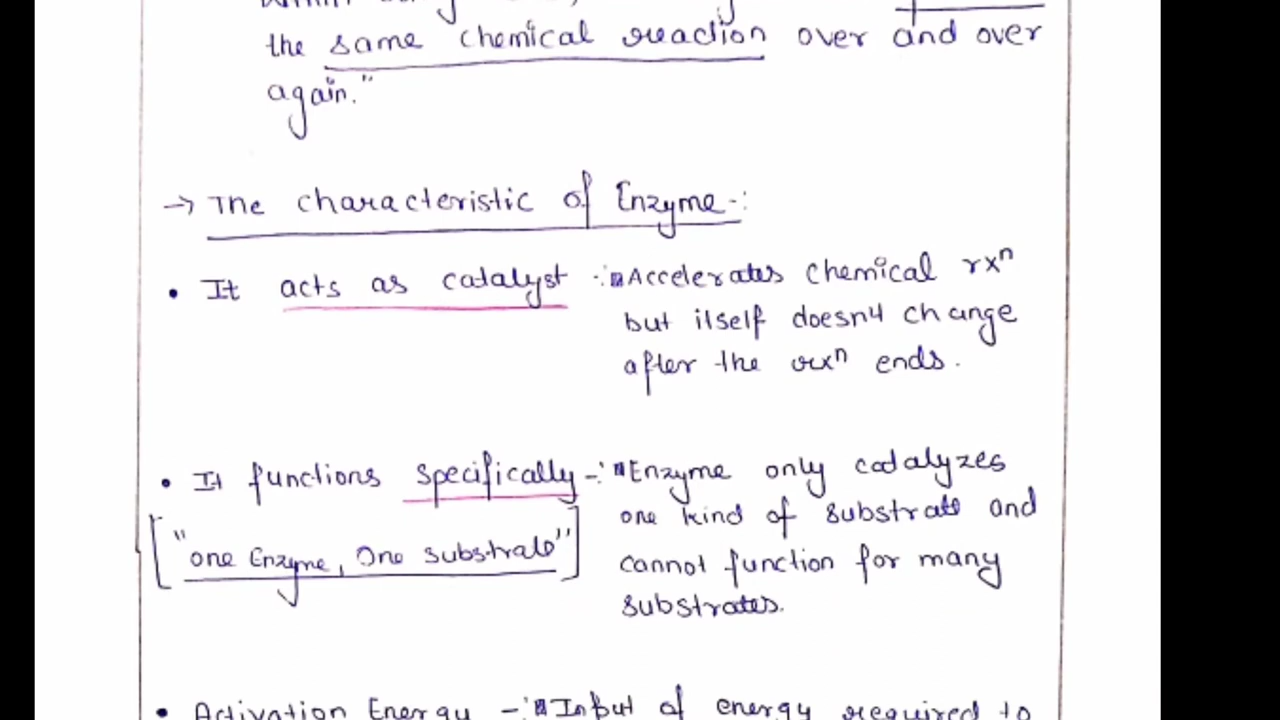 the same chemical reaction over and over
again."
→ The characteristic of Enzyme -:
• It acts as catalyst -: Accelerates chemical rxⁿ
but itself doesn't change
after the rxⁿ ends.
• It functions specifically -: "Enzyme only catalyzes
["one Enzyme, One substrate"] one kind of substrate and
cannot function for many
substrates.
• Activation Energy -: Input of energy required to